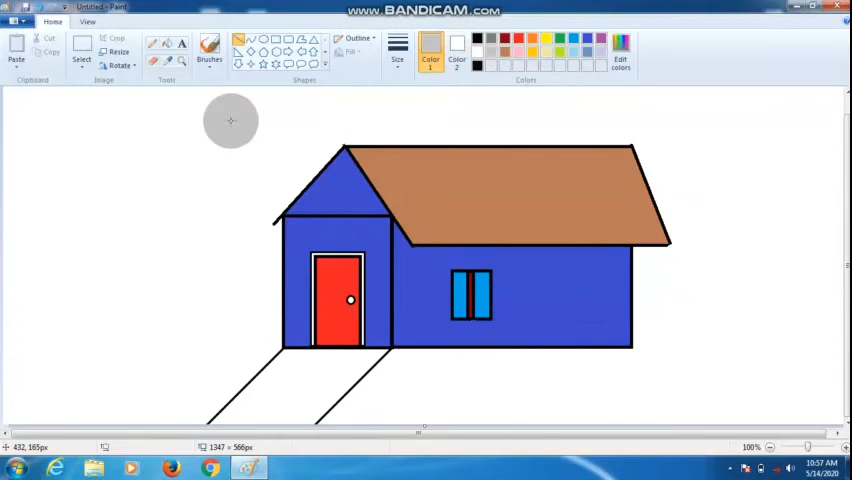 Untitled - Paint
www.BANDICAM.com
Home
View
Paste
Cut
Copy
Clipboard
Select
Crop
Resize
Rotate
Image
A
Tools
Brushes
Shapes
Outline
Fill
Size
Color
1
Color
2
Edit
colors
Colors
432, 165px
1347 × 566px
100%
10:57 AM
5/14/2020